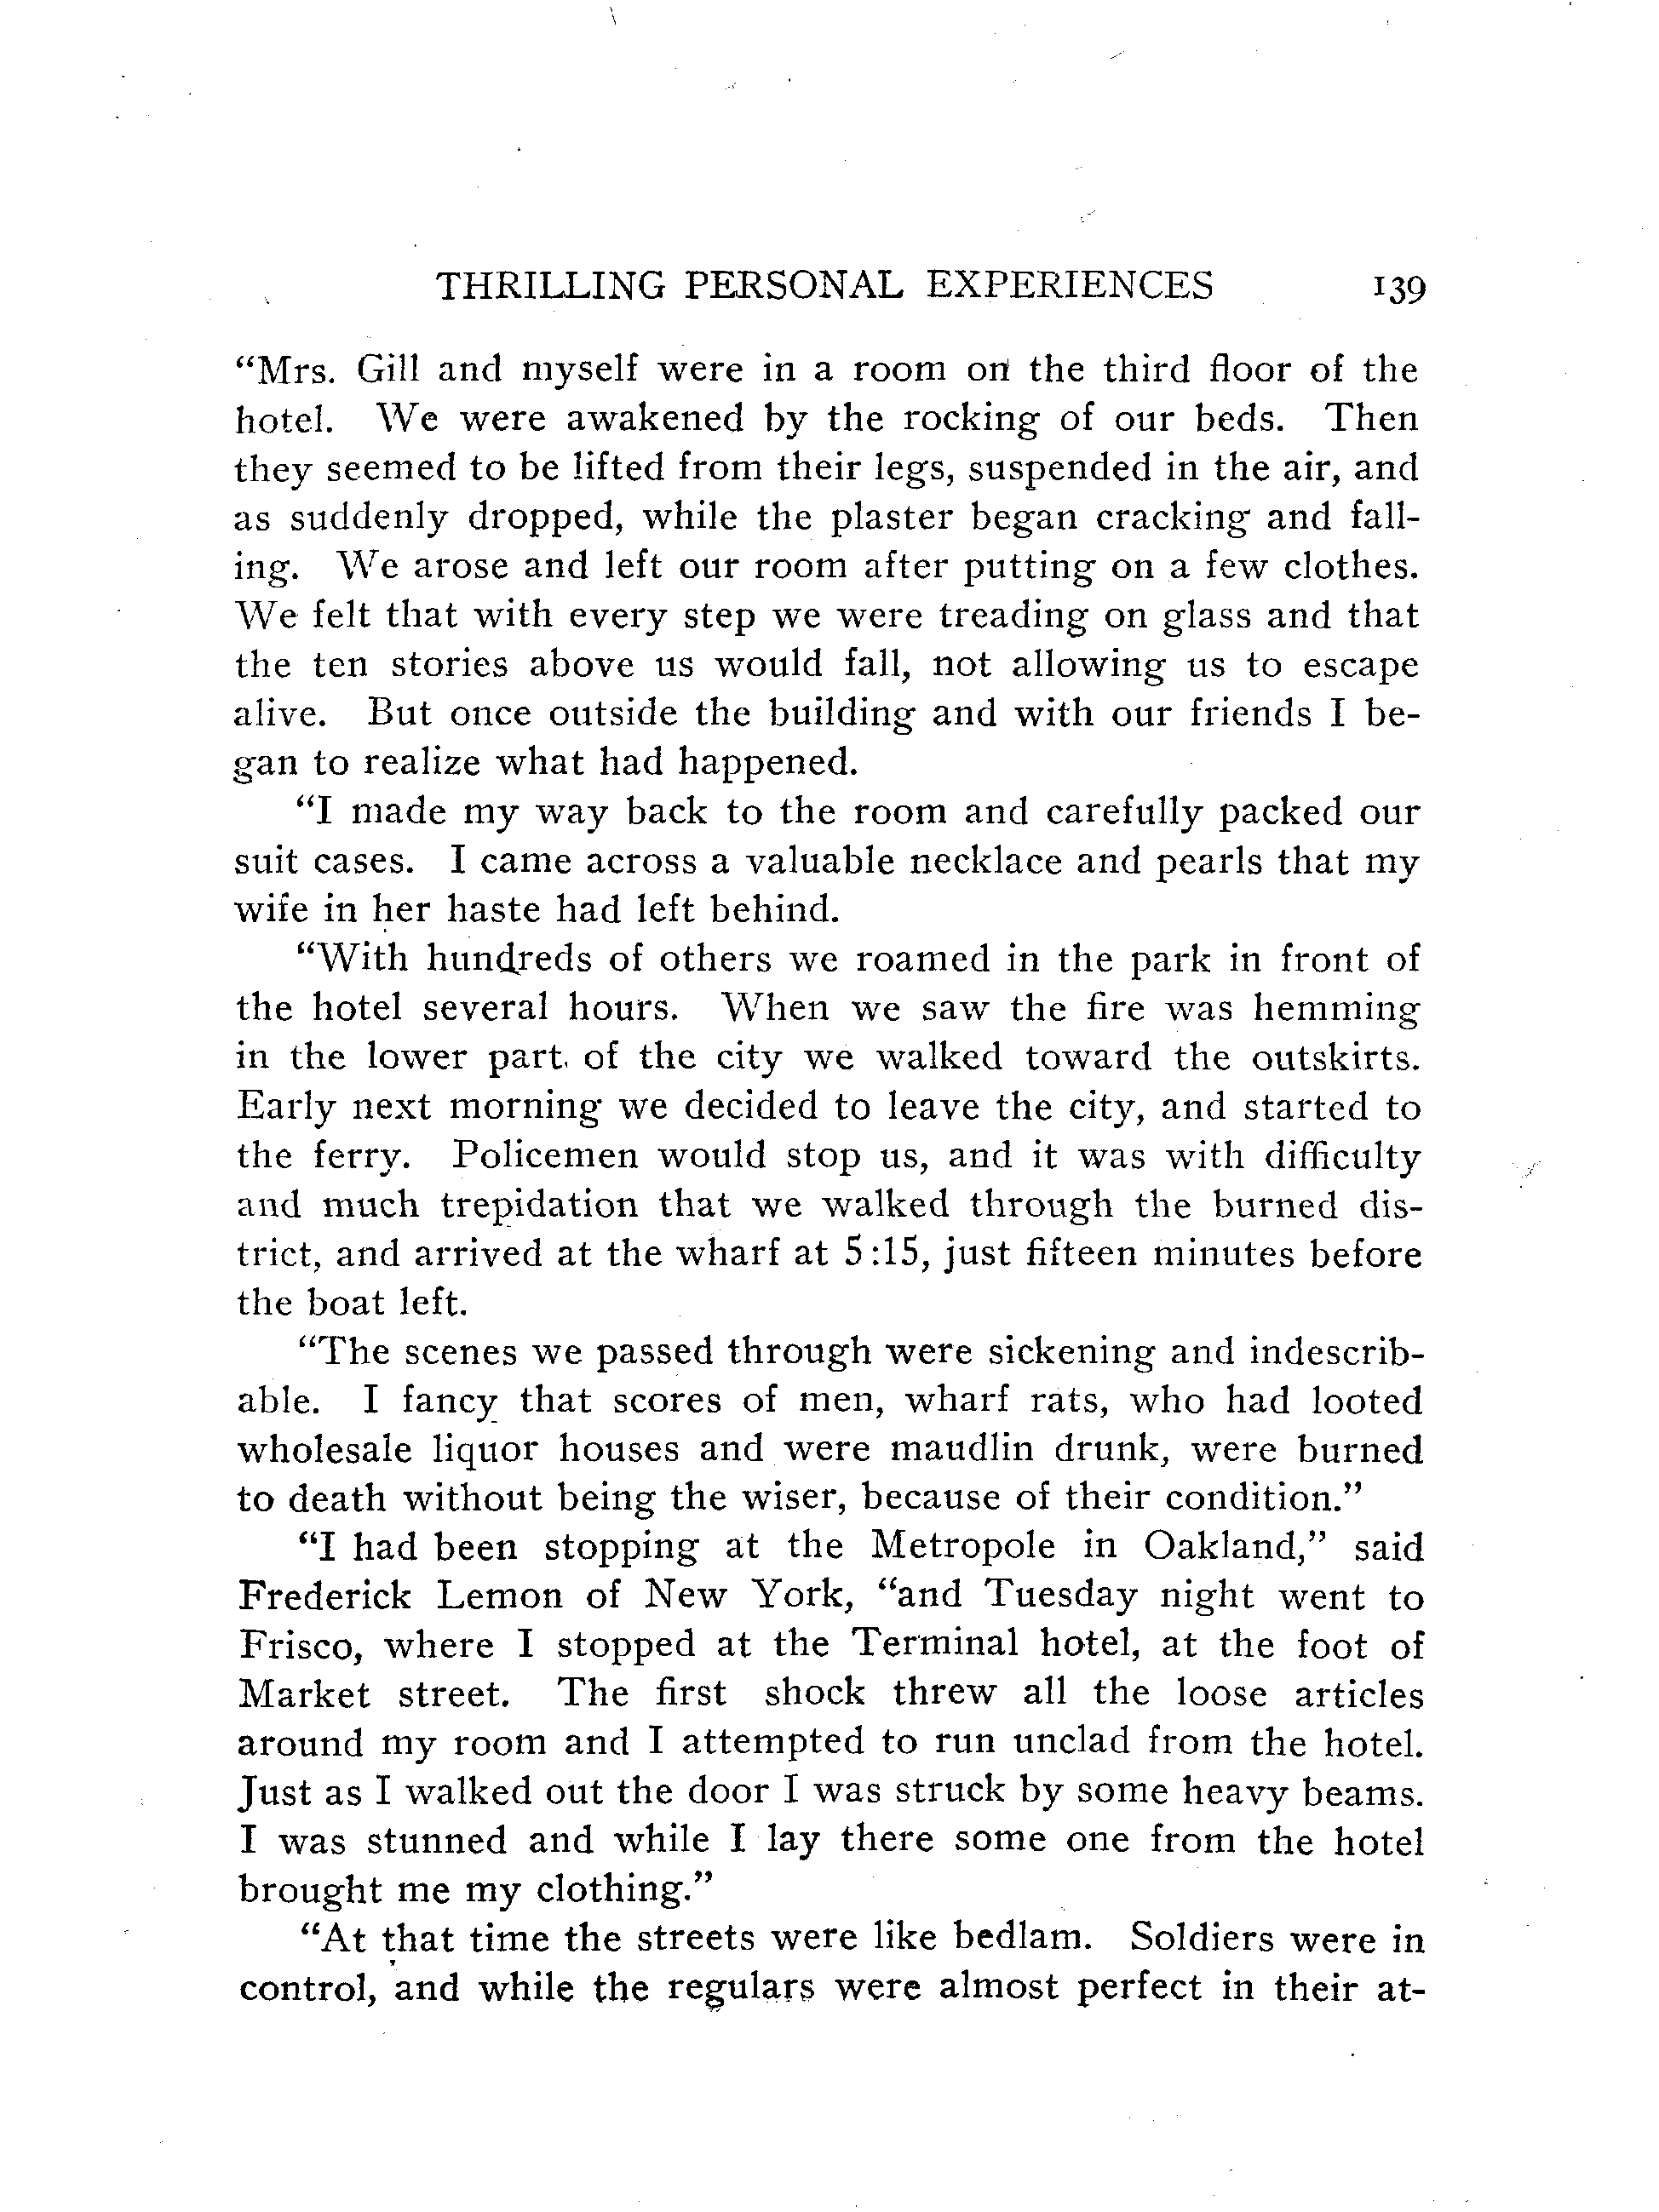 THRILLING PERSONAL EXPERIENCES 139
“Mrs. Gill and myself were in a room on the third floor of the
hotel. We were awakened by the rocking of our beds. Then
they seemed to be lifted from their legs, suspended in the air, and
as suddenly dropped, while the plaster began cracking and fall-
ing. We arose and left our room after putting on a few clothes.
We felt that with every step we were treading on glass and that
the ten stories above us would fall, not allowing us to escape
alive. But once outside the building and with our friends I be-
gan to realize what had happened.
“I made my way back to the room and carefully packed our
suit cases. I came across a valuable necklace and pearls that my
wife in her haste had left behind.
“With hundreds of others we roamed in the park in front of
the hotel several hours. When we saw the fire was hemming
in the lower part of the city we walked toward the outskirts.
Early next morning we decided to leave the city, and started to
the ferry. Policemen would stop us, and it was with difficulty
and much trepidation that we walked through the burned dis-
trict, and arrived at the wharf at 5:15, just fifteen minutes before
the boat left.
“The scenes we passed through were sickening and indescrib-
able. I fancy that scores of men, wharf rats, who had looted
wholesale liquor houses and were maudlin drunk, were burned
to death without being the wiser, because of their condition.”
“I had been stopping at the Metropole in Oakland,” said
Frederick Lemon of New York, “and Tuesday night went to
Frisco, where I stopped at the Terminal hotel, at the foot of
Market street. The first shock threw all the loose articles
around my room and I attempted to run unclad from the hotel.
Just as I walked out the door I was struck by some heavy beams.
I was stunned and while I lay there some one from the hotel
brought me my clothing.”
“At that time the streets were like bedlam. Soldiers were in
control, and while the regulars were almost perfect in their at-